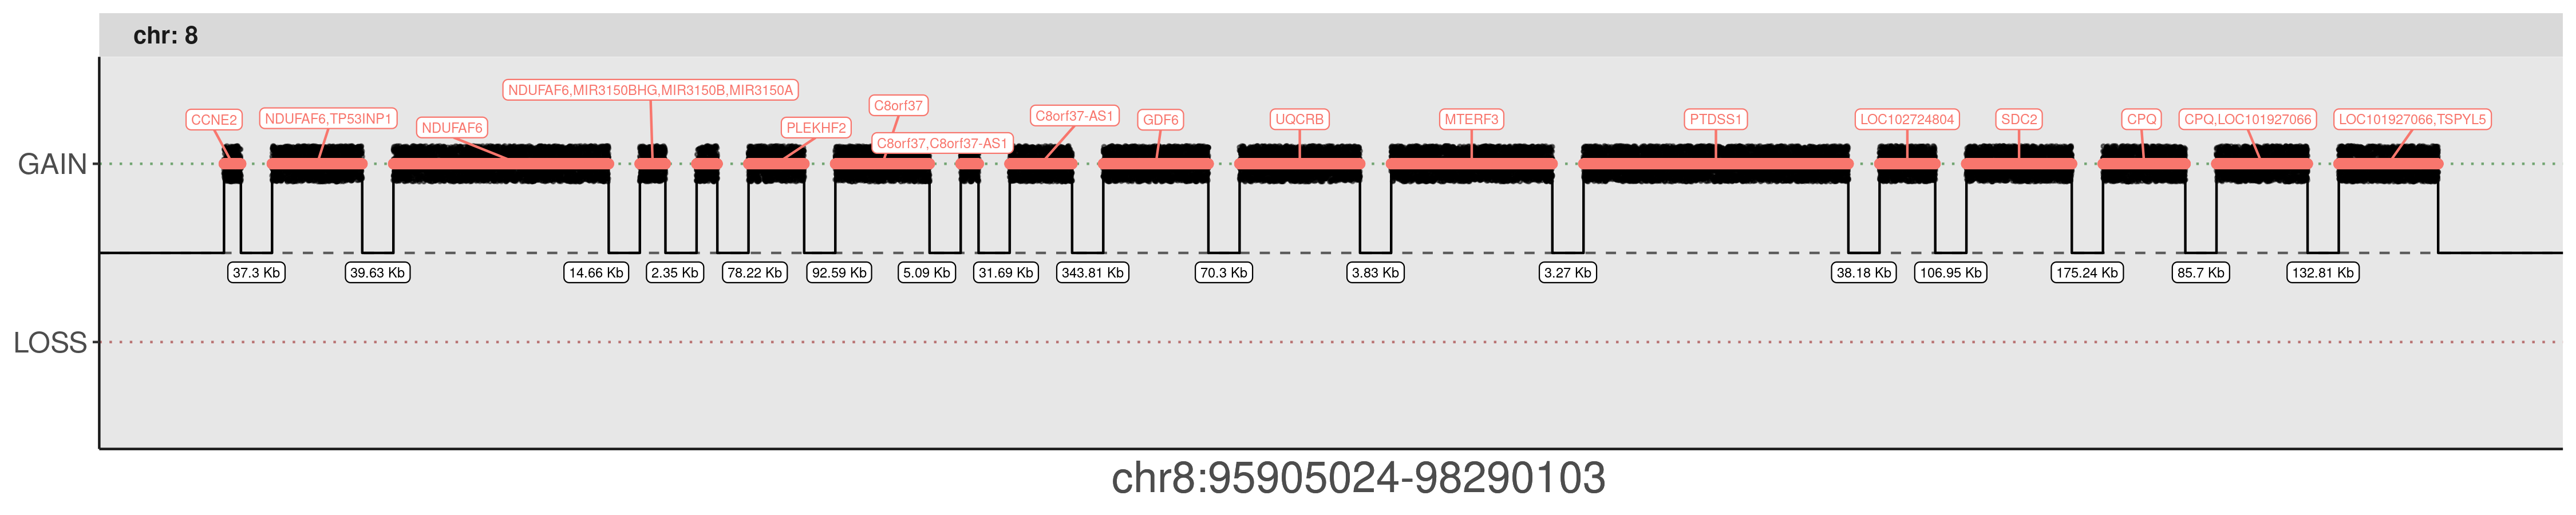 chr: 8
NDUFAF6,MIR3150BHG,MIR3150B,MIR3150A
C8orf37
C8orf37-AS1
CCNE2
NDUFAF6,TP53INP1
NDUFAF6
PLEKHF2
GDF6
UQCRB
MTERF3
PTDSS1
LOC102724804
SDC2
CPQ
CPQ,LOC101927066
LOC101927066,TSPYL5
C8orf37,C8orf37-AS1
GAIN
37.3 Kb
39.63 Kb
14.66 Kb
2.35 Kb
78.22 Kb
92.59 Kb
5.09 Kb
31.69 Kb
343.81 Kb
70.3 Kb
3.83 Kb
3.27 Kb
38.18 Kb
106.95 Kb
175.24 Kb
85.7 Kb
132.81 Kb
LOSS
chr8:95905024-98290103